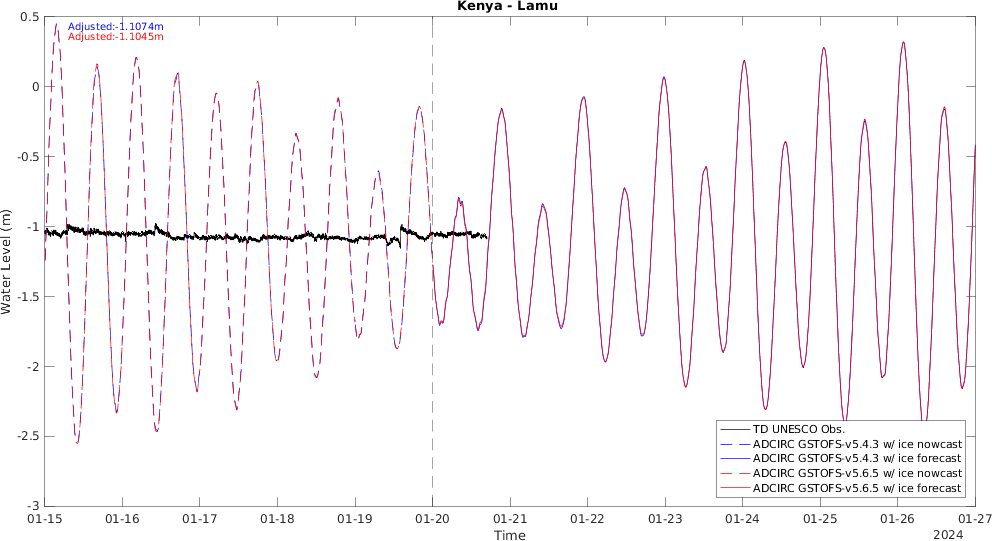 Kenya - Lamu
Adjusted:-1.1074m
Adjusted:-1.1045m
0.5
0
-0.5
-1
-1.5
-2
-2.5
-3
Water Level (m)
01-15 01-16 01-17 01-18 01-19 01-20 01-21 01-22 01-23 01-24 01-25 01-26 01-27
Time
2024
TD UNESCO Obs.
ADCIRC GSTOFS-v5.4.3 w/ ice nowcast
ADCIRC GSTOFS-v5.4.3 w/ ice forecast
ADCIRC GSTOFS-v5.6.5 w/ ice nowcast
ADCIRC GSTOFS-v5.6.5 w/ ice forecast